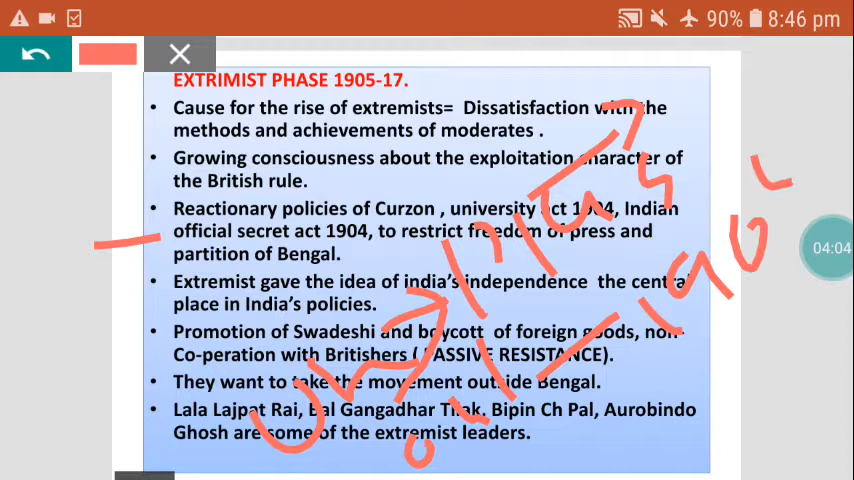 90% 8:46 pm
EXTRIMIST PHASE 1905-17.
• Cause for the rise of extremists= Dissatisfaction with the
methods and achievements of moderates .
• Growing consciousness about the exploitation character of
the British rule.
• Reactionary policies of Curzon , university act 1904, Indian
official secret act 1904, to restrict freedom of press and
partition of Bengal.
• Extremist gave the idea of india's independence the central
place in India's policies.
• Promotion of Swadeshi and boycott of foreign goods, non-
Co-peration with Britishers ( PASSIVE RESISTANCE).
• They want to take the movement outside Bengal.
• Lala Lajpat Rai, Bal Gangadhar Tilak, Bipin Ch Pal, Aurobindo
Ghosh are some of the extremist leaders.
04:04